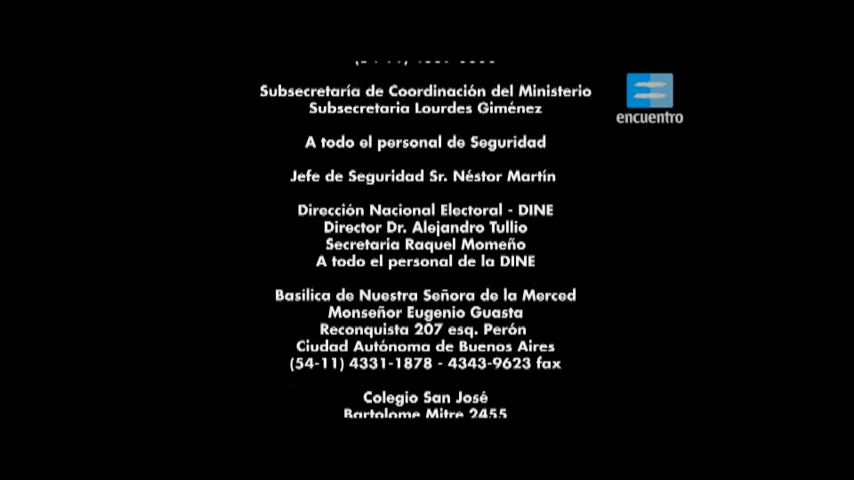 Subsecretaría de Coordinación del Ministerio
Subsecretaria Lourdes Giménez
A todo el personal de Seguridad
Jefe de Seguridad Sr. Néstor Martín
Dirección Nacional Electoral - DINE
Director Dr. Alejandro Tullio
Secretaria Raquel Momeño
A todo el personal de la DINE
Basilica de Nuestra Señora de la Merced
Monseñor Eugenio Guasta
Reconquista 207 esq. Perón
Ciudad Autónoma de Buenos Aires
(54-11) 4331-1878 - 4343-9623 fax
Colegio San José
Bartolome Mitre 2455
encuentro